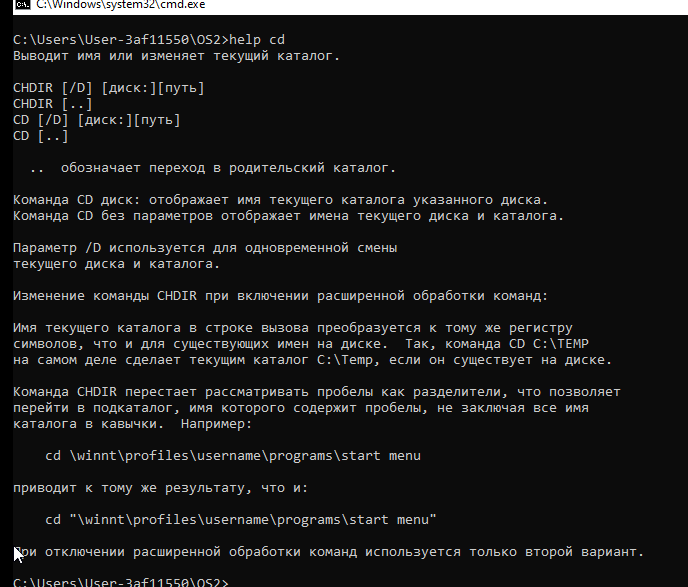 C:\Windows\system32\cmd.exe
C:\Users\User-3af11550\OS2>help cd
Выводит имя или изменяет текущий каталог.
CHDIR [/D] [диск:][путь]
CHDIR [..]
CD [/D] [диск:][путь]
CD [..]
.. обозначает переход в родительский каталог.
Команда CD диск: отображает имя текущего каталога указанного диска.
Команда CD без параметров отображает имена текущего диска и каталога.
Параметр /D используется для одновременной смены
текущего диска и каталога.
Изменение команды CHDIR при включении расширенной обработки команд:
Имя текущего каталога в строке вызова преобразуется к тому же регистру
символов, что и для существующих имен на диске. Так, команда CD C:\TEMP
на самом деле сделает текущим каталог C:\Temp, если он существует на диске.
Команда CHDIR перестает рассматривать пробелы как разделители, что позволяет
перейти в подкаталог, имя которого содержит пробелы, не заключая все имя
каталога в кавычки. Например:
cd \winnt\profiles\username\programs\start menu
приводит к тому же результату, что и:
cd "\winnt\profiles\username\programs\start menu"
При отключении расширенной обработки команд используется только второй вариант.
C:\Users\User-3af11550\OS2>